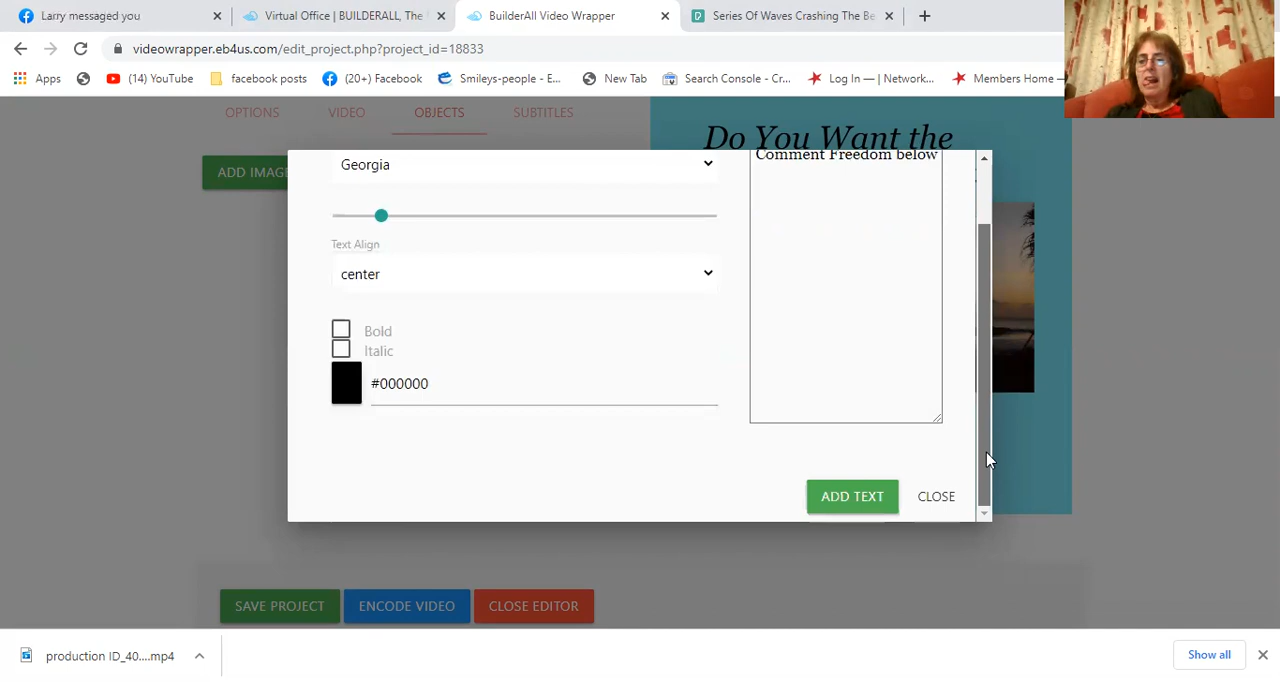 Larry messaged you
Virtual Office | BUILDERALL, The
BuilderAll Video Wrapper
Series Of Waves Crashing The Be
videowrapper.eb4us.com/edit_project.php?project_id=18833
Apps
(14) YouTube
facebook posts
(20+) Facebook
Smileys-people - E...
New Tab
Search Console - Cr...
Log In — | Network...
Members Home —
OPTIONS
VIDEO
OBJECTS
SUBTITLES
Do You Want the
ADD IMAGE
Georgia
Comment Freedom below
Text Align
center
Bold
Italic
#000000
ADD TEXT
CLOSE
SAVE PROJECT
ENCODE VIDEO
CLOSE EDITOR
production ID_40....mp4
Show all